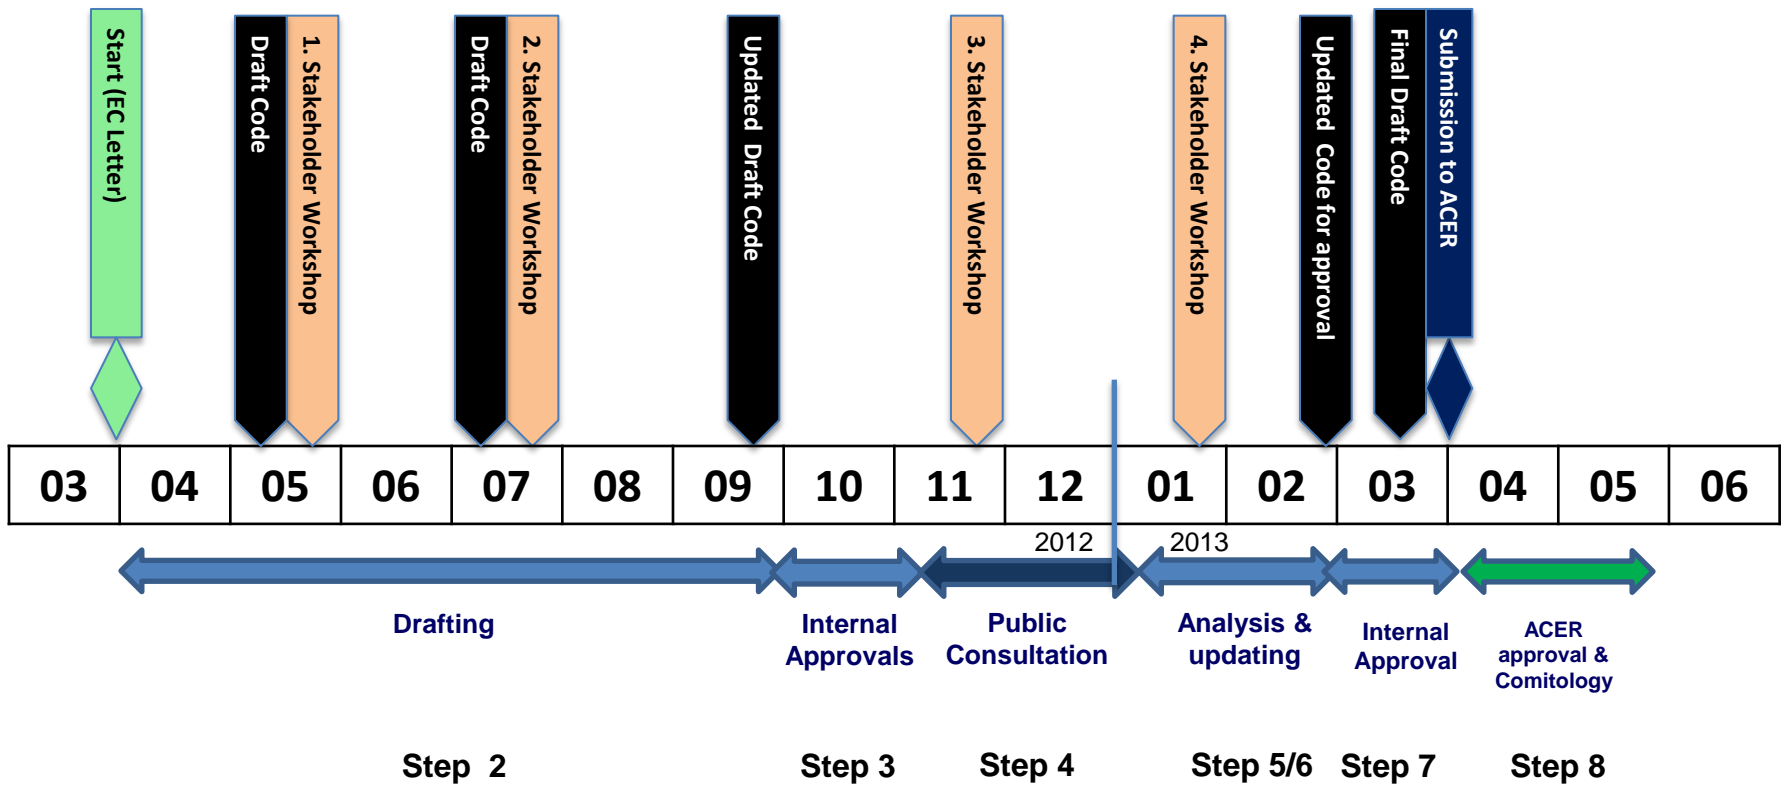 Start (EC Letter)
Draft Code
1. Stakeholder Workshop
Draft Code
2. Stakeholder Workshop
Updated Draft Code
3. Stakeholder Workshop
4. Stakeholder Workshop
Updated Code for approval
Final Draft Code
Submission to ACER
03 04 05 06 07 08 09 10 11 12 01 02 03 04 05 06
2012 2013
Drafting
Internal
Approvals
Public
Consultation
Analysis &
updating
Internal
Approval
ACER
approval &
Comitology
Step 2 Step 3 Step 4 Step 5/6 Step 7 Step 8